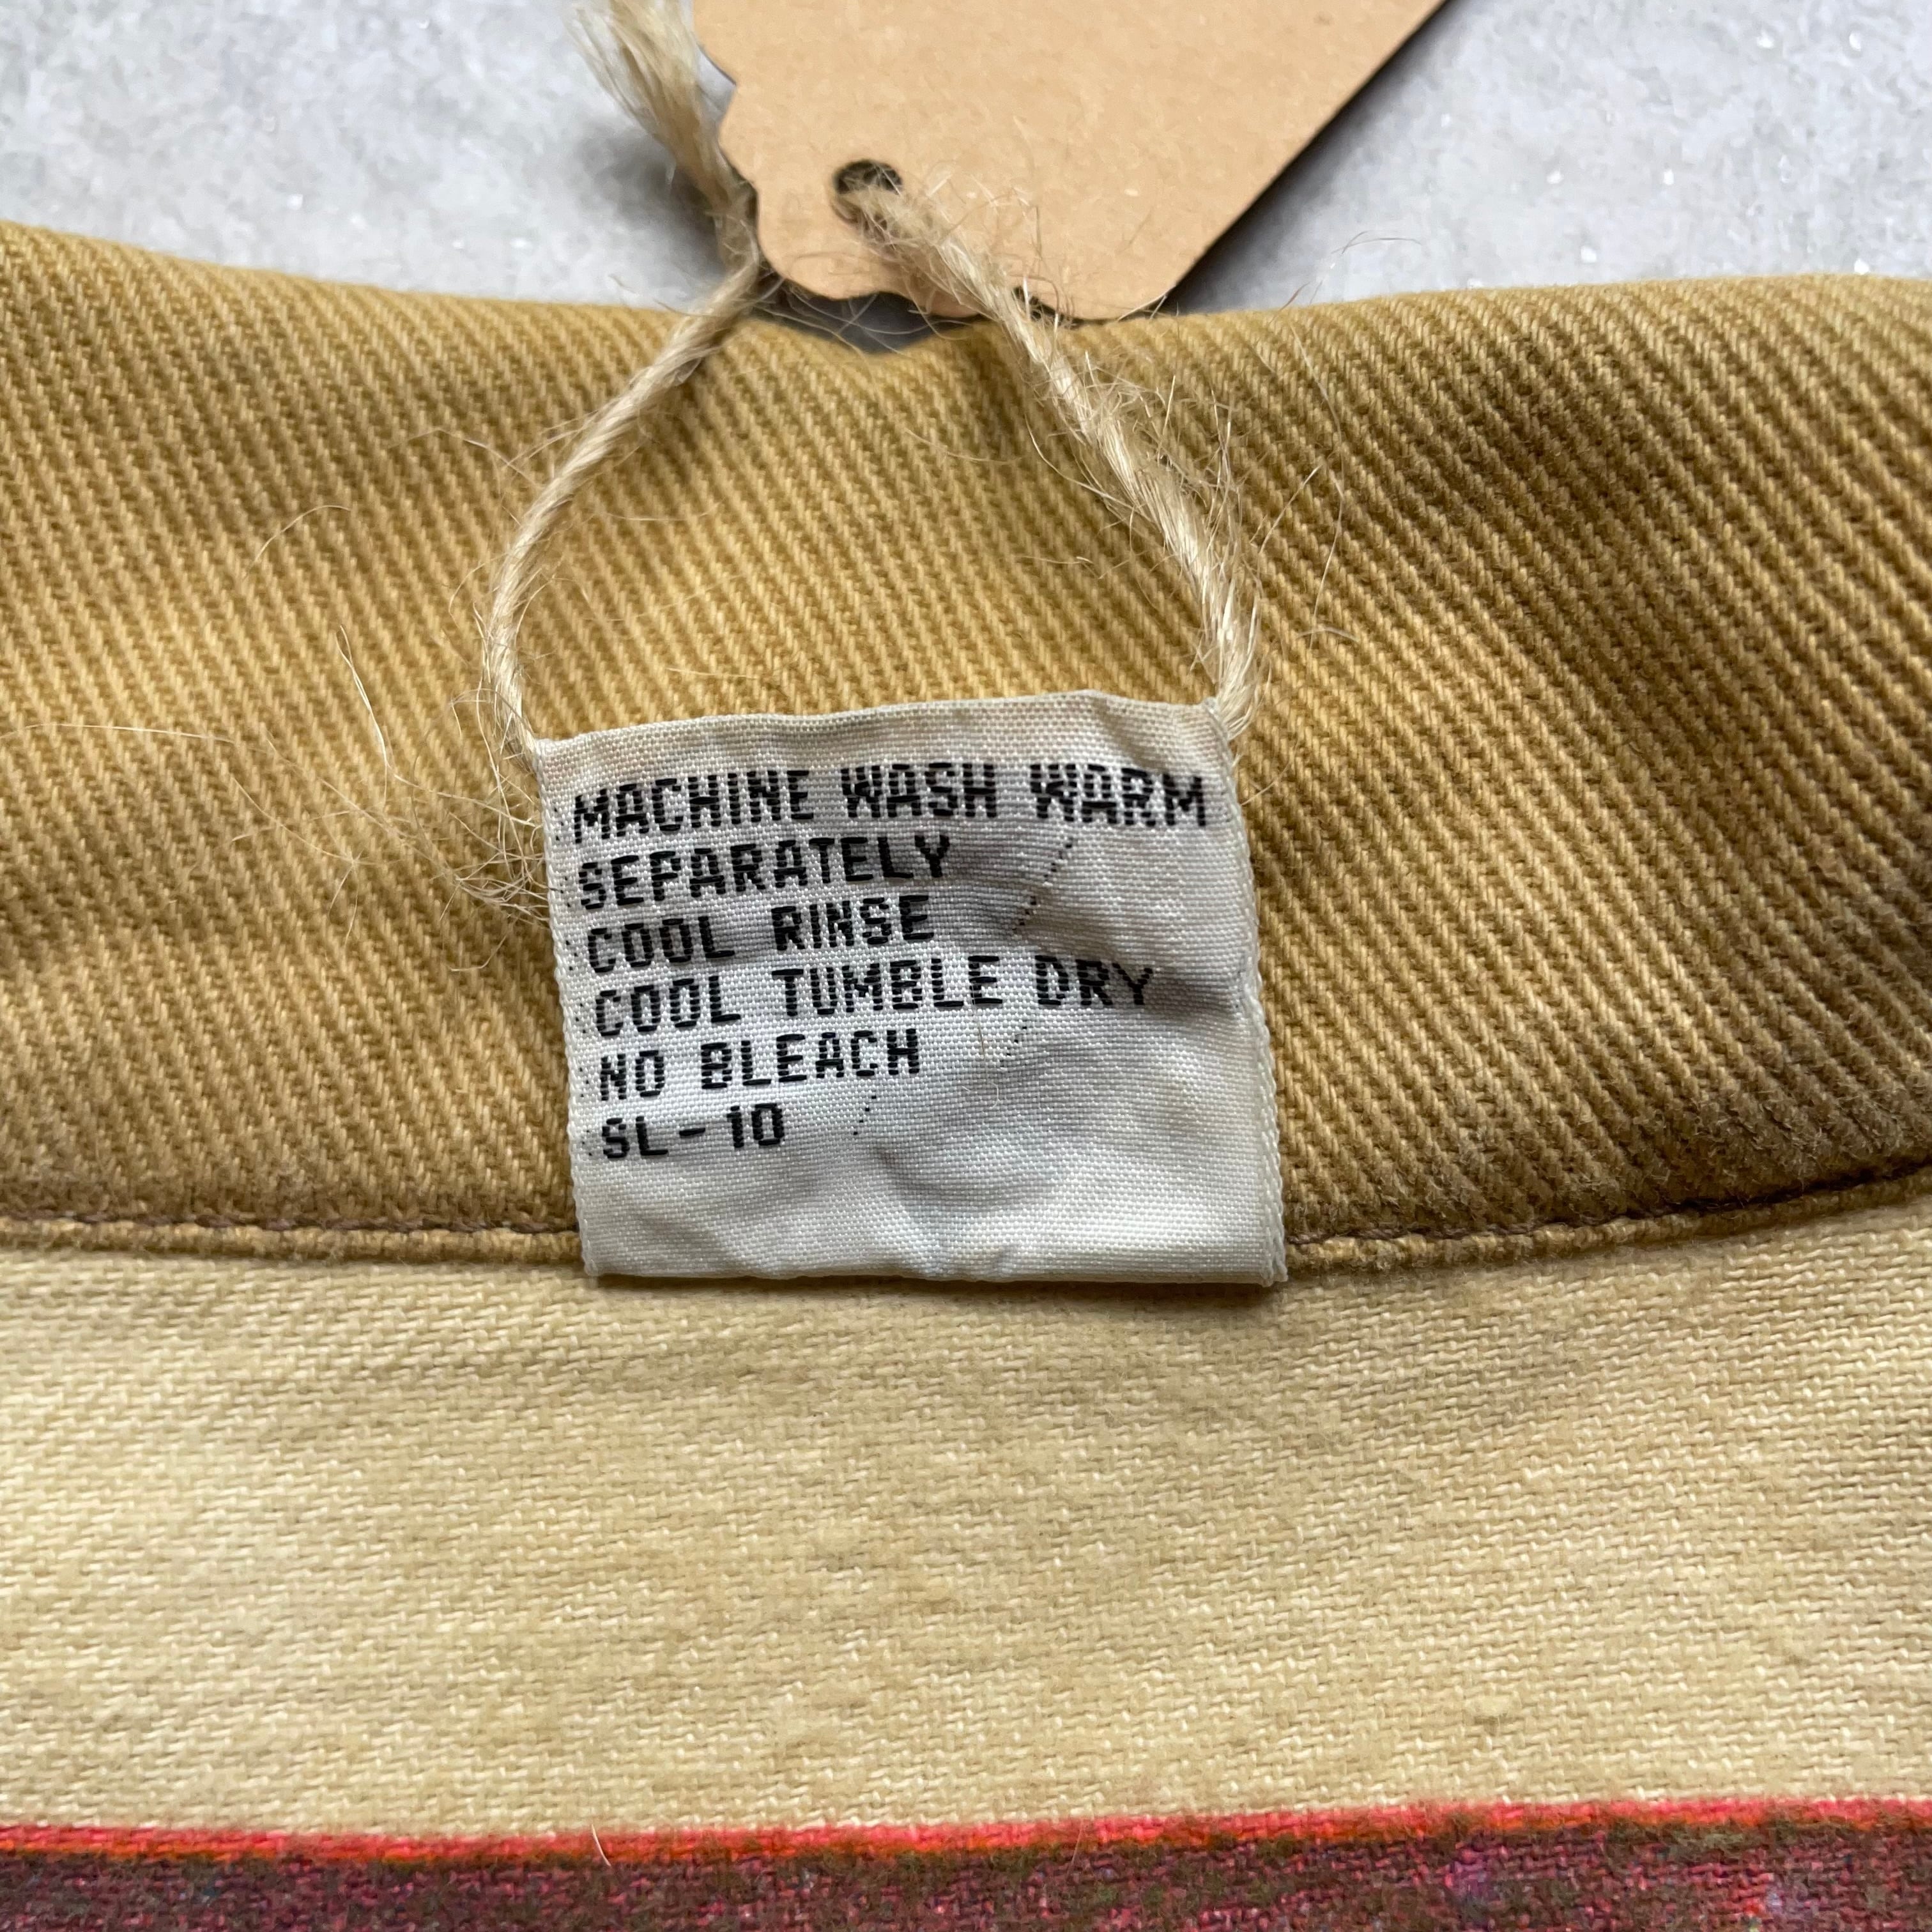 MACHINE WASH WARM
SEPARATELY
COOL RINSE
COOL TUMBLE DRY
NO BLEACH
SL-10